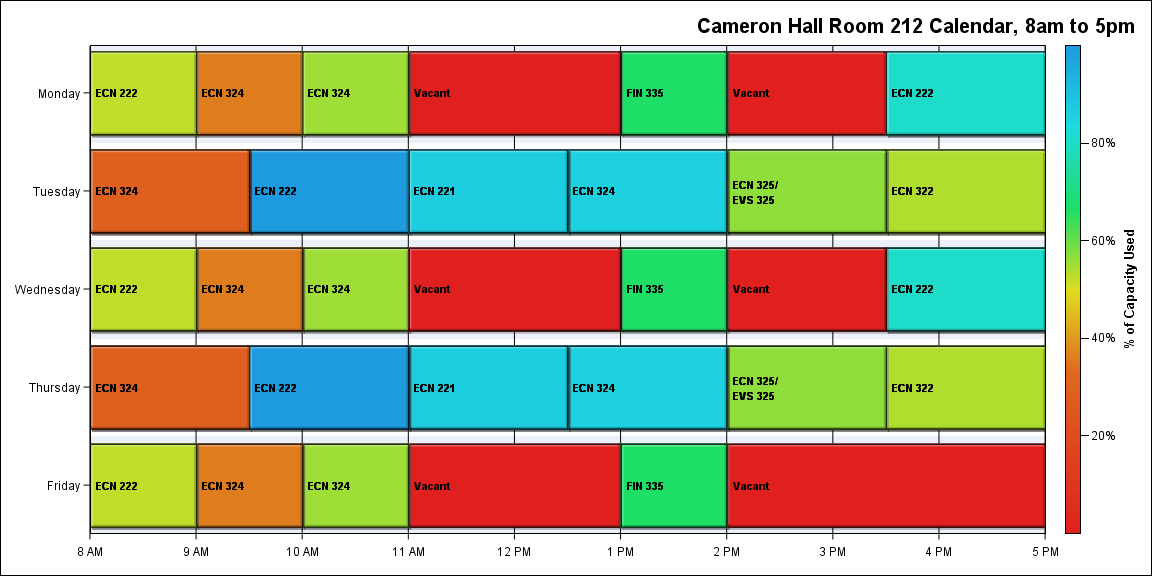 Cameron Hall Room 212 Calendar, 8am to 5pm
Monday
ECN 222
ECN 324
ECN 324
Vacant
FIN 335
Vacant
ECN 222
Tuesday
ECN 324
ECN 222
ECN 221
ECN 324
ECN 325/
EVS 325
ECN 322
Wednesday
ECN 222
ECN 324
ECN 324
Vacant
FIN 335
Vacant
ECN 222
Thursday
ECN 324
ECN 222
ECN 221
ECN 324
ECN 325/
EVS 325
ECN 322
Friday
ECN 222
ECN 324
ECN 324
Vacant
FIN 335
Vacant
8 AM
9 AM
10 AM
11 AM
12 PM
1 PM
2 PM
3 PM
4 PM
5 PM
80%
60%
40%
20%
% of Capacity Used